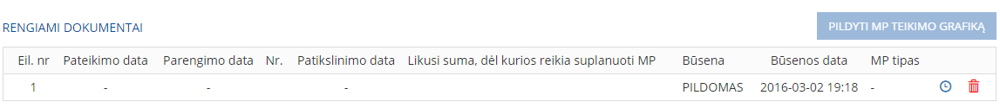 RENGIAMI DOKUMENTAI
PILDYTI MP TEIKIMO GRAFIKĄ
Eil. nr Pateikimo data Parengimo data Nr. Patikslinimo data Likusi suma, dėl kurios reikia suplanuoti MP Būsena Būsenos data MP tipas
1 - - - PILDOMAS 2016-03-02 19:18 -